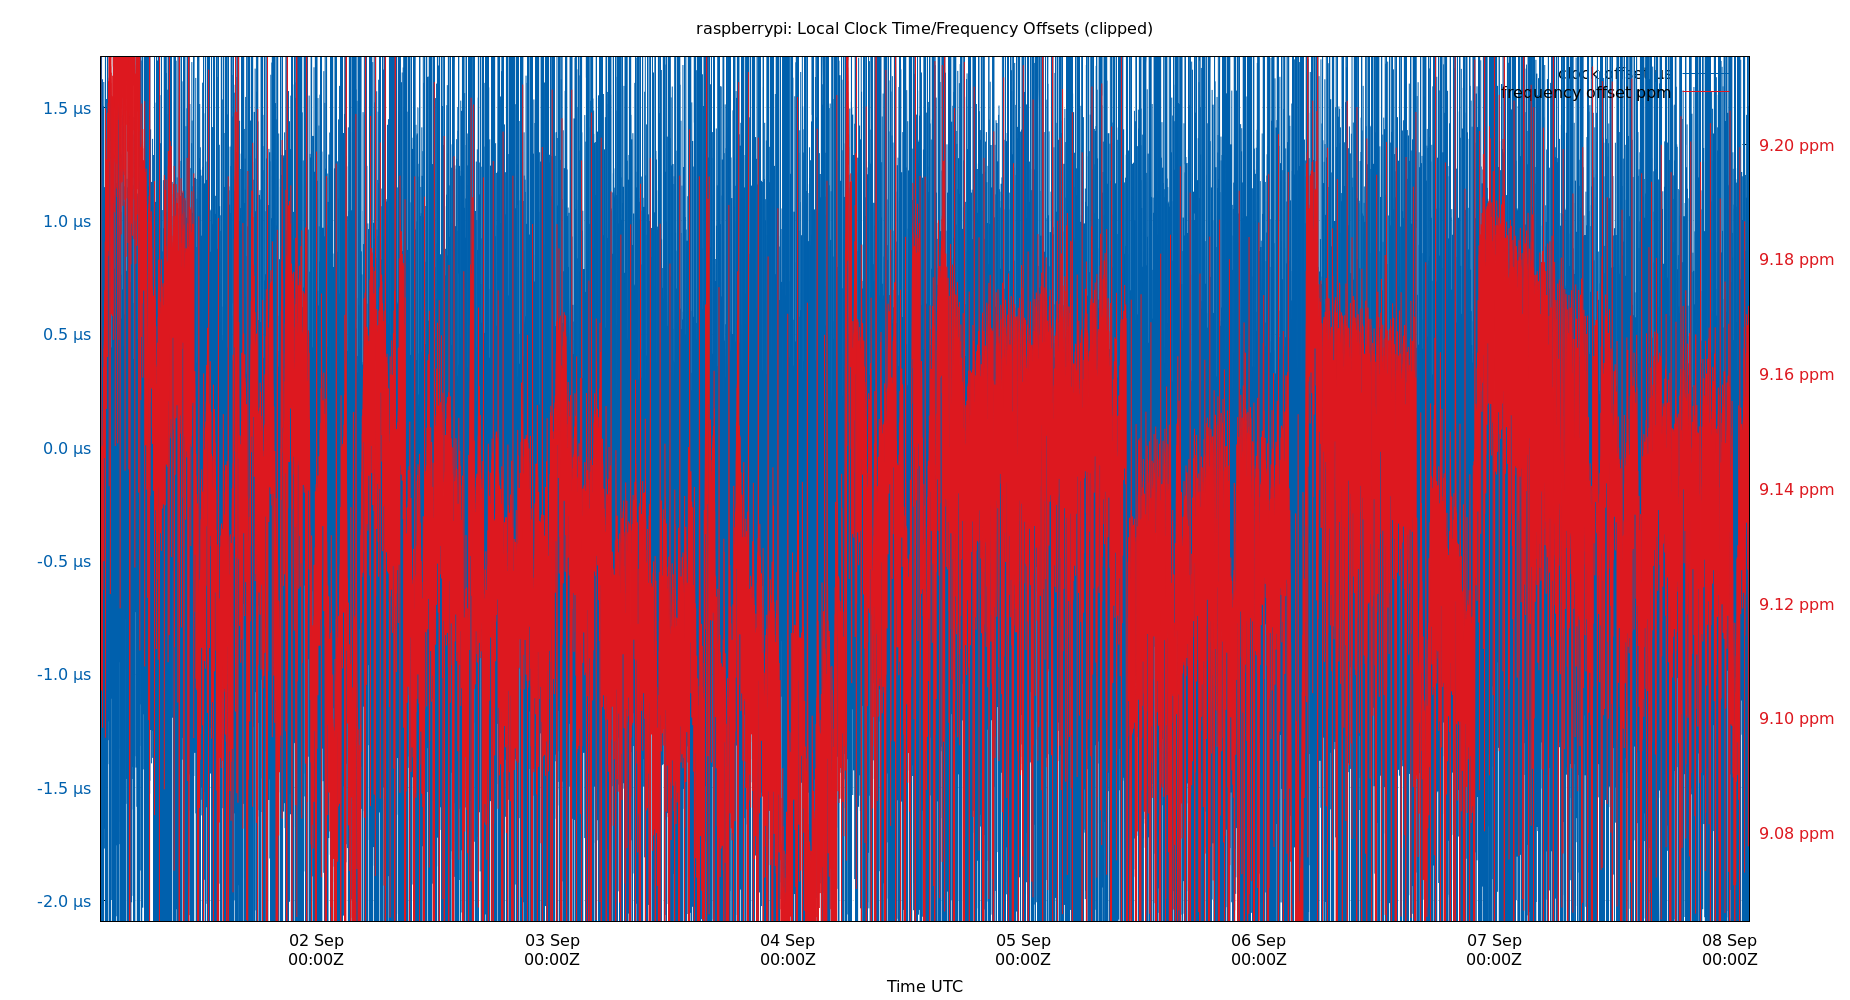 raspberrypi: Local Clock Time/Frequency Offsets (clipped)
clock offset µs
frequency offset ppm
1.5 µs
1.0 µs
0.5 µs
0.0 µs
-0.5 µs
-1.0 µs
-1.5 µs
-2.0 µs
9.20 ppm
9.18 ppm
9.16 ppm
9.14 ppm
9.12 ppm
9.10 ppm
9.08 ppm
02 Sep 03 Sep 04 Sep 05 Sep 06 Sep 07 Sep 08 Sep
00:00Z 00:00Z 00:00Z 00:00Z 00:00Z 00:00Z 00:00Z
Time UTC